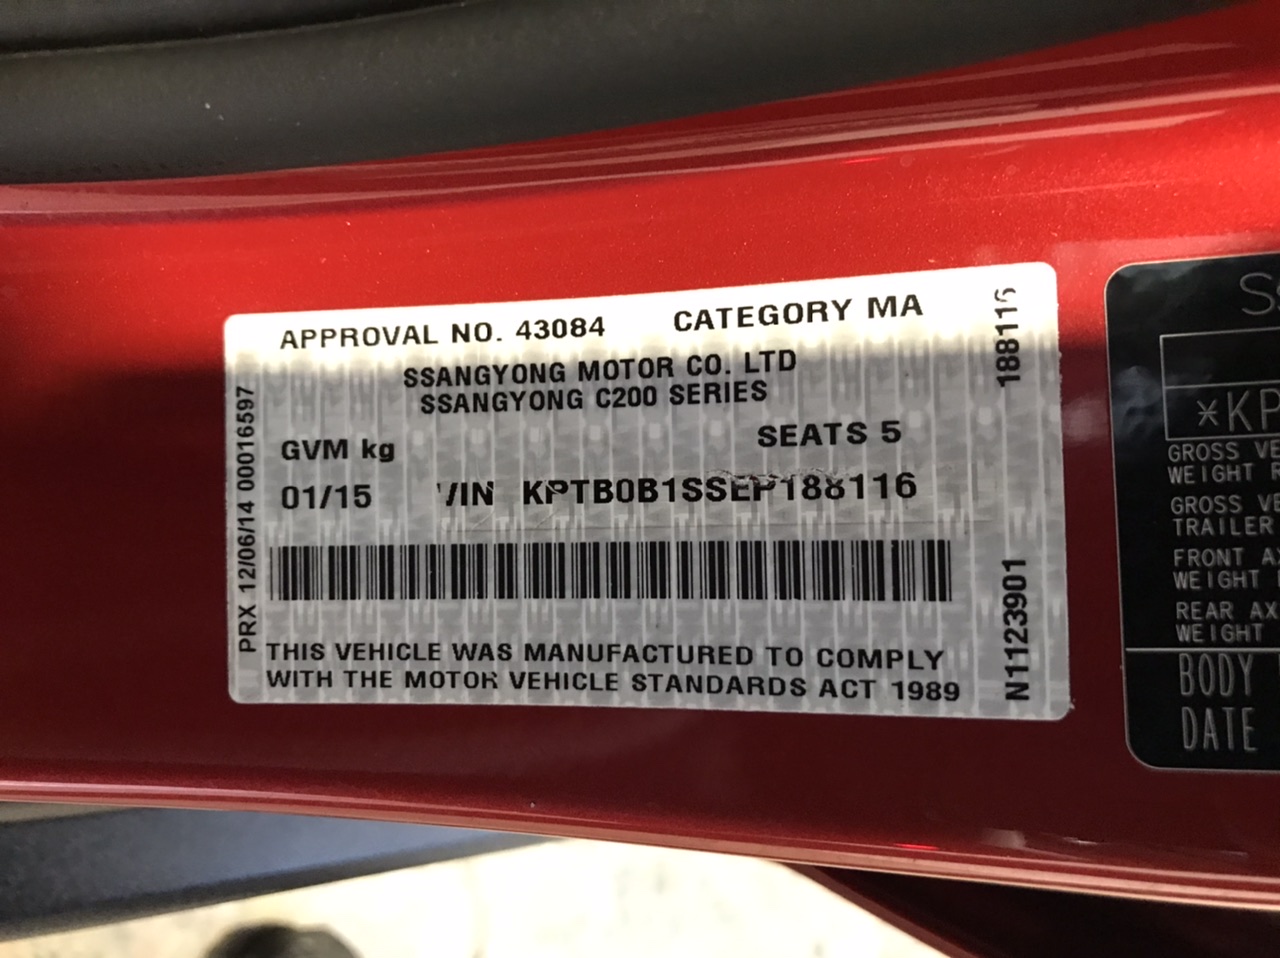 APPROVAL NO. 43084 CATEGORY MA
SSANGYONG MOTOR CO. LTD
SSANGYONG C200 SERIES
GVM kg SEATS 5
01/15 VIN KPTB0B1SSEP188116
THIS VEHICLE WAS MANUFACTURED TO COMPLY
WITH THE MOTOR VEHICLE STANDARDS ACT 1989
PRX 12/06/14 00016597
N1123901
188116
*KP
GROSS VE
WEIGHT
GROSS VE
TRAILER
FRONT AX
WEIGHT
REAR AX
WEIGHT
BODY
DATE